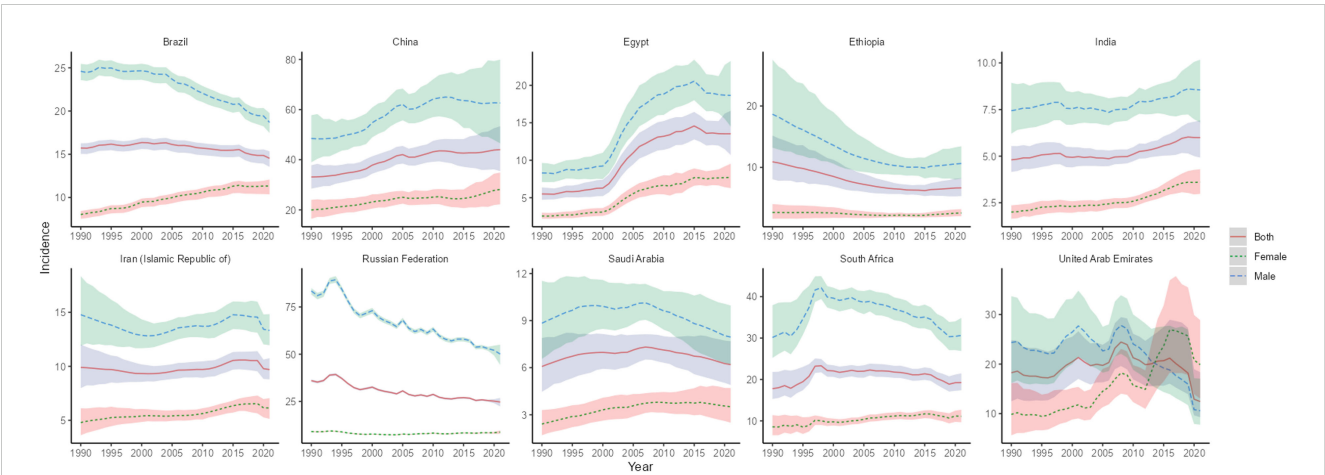 Brazil
China
Egypt
Ethiopia
India
25
20
15
10
80
60
40
20
20
15
10
5
20
10
10.0
7.5
5.0
2.5
1990 1995 2000 2005 2010 2015 2020
1990 1995 2000 2005 2010 2015 2020
1990 1995 2000 2005 2010 2015 2020
1990 1995 2000 2005 2010 2015 2020
1990 1995 2000 2005 2010 2015 2020
Incidence
Iran (Islamic Republic of)
Russian Federation
Saudi Arabia
South Africa
United Arab Emirates
15
10
5
75
50
25
12
9
6
3
40
30
20
10
30
20
10
1990 1995 2000 2005 2010 2015 2020
1990 1995 2000 2005 2010 2015 2020
1990 1995 2000 2005 2010 2015 2020
1990 1995 2000 2005 2010 2015 2020
1990 1995 2000 2005 2010 2015 2020
Year
Both
Female
Male